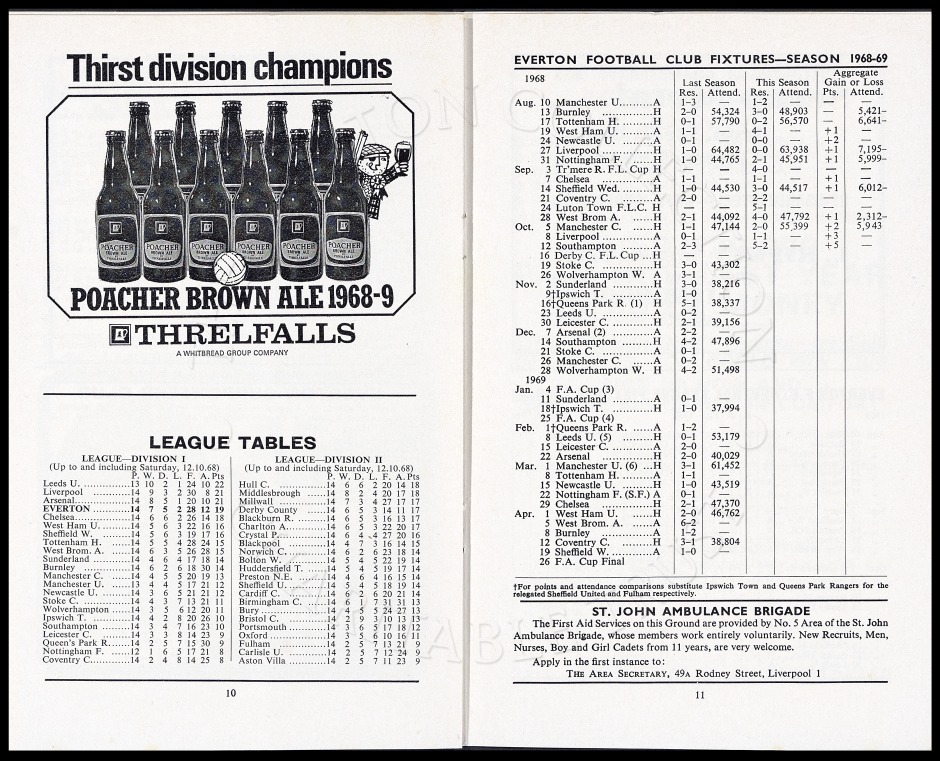 Thirst division champions
POACHER BROWN ALE 1968-9
THRELFALLS
A WHITBREAD GROUP COMPANY
LEAGUE TABLES
LEAGUE—DIVISION I
(Up to and including Saturday, 12.10.68)
P. W. D. L. F. A. Pts
Leeds U. 13 10 2 1 24 10 22
Liverpool 14 9 3 2 30 8 21
Arsenal 14 8 5 1 20 10 21
EVERTON 14 7 5 2 28 12 19
Chelsea 14 6 6 2 26 14 18
West Ham U. 14 5 6 3 22 16 16
Sheffield W. 14 5 6 3 19 17 16
Tottenham H. 14 5 5 4 28 24 15
West Brom. A. 14 6 3 5 26 28 15
Sunderland 14 4 6 4 17 18 14
Burnley 14 6 2 6 18 30 14
Manchester C. 14 4 5 5 20 19 13
Manchester U. 13 4 4 5 17 21 12
Newcastle U. 14 3 6 5 21 21 12
Stoke C. 14 4 3 7 13 21 11
Wolverhampton 14 3 5 6 12 20 11
Ipswich T. 14 4 2 8 20 26 10
Southampton 14 3 4 7 16 23 10
Leicester C. 14 3 3 8 14 23 9
Queen's Park R. 14 2 5 7 15 30 9
Nottingham F. 12 1 6 5 17 21 8
Coventry C. 14 2 4 8 14 25 8
LEAGUE—DIVISION II
(Up to and including Saturday, 12.10.68)
P. W. D. L. F. A. Pts
Hull C. 14 6 6 2 20 14 18
Middlesbrough 14 8 2 4 20 17 18
Millwall 14 7 3 4 27 17 17
Derby County 14 6 5 3 14 11 17
Blackburn R. 14 6 5 3 16 13 17
Charlton A. 14 6 5 3 22 20 17
Crystal P. 14 6 4 4 27 20 16
Blackpool 14 4 7 3 16 14 15
Norwich C. 14 6 2 6 23 18 14
Bolton W. 14 5 4 5 22 19 14
Huddersfield T. 14 5 4 5 19 17 14
Preston N.E. 14 4 6 4 16 15 14
Sheffield U. 14 5 4 5 18 19 14
Cardiff C. 14 6 2 6 20 21 14
Birmingham C. 14 6 1 7 31 31 13
Bury 14 4 5 5 24 27 13
Bristol C. 14 2 9 3 10 13 13
Portsmouth 14 3 6 5 17 18 12
Oxford 14 3 5 6 10 16 11
Fulham 14 2 5 7 13 21 9
Carlisle U. 14 2 5 7 12 24 9
Aston Villa 14 2 5 7 11 23 9
10
EVERTON FOOTBALL CLUB FIXTURES—SEASON 1968-69
1968 Last Season This Season Aggregate Gain or Loss
Res. Attend. Res. Attend. Pts. Attend.
Aug. 10 Manchester U. A 1–3 — 1–2 — — —
13 Burnley H 2–0 54,324 3–0 48,903 — 5,421–
17 Tottenham H. H 0–1 57,790 0–2 56,570 — 6,641–
19 West Ham U. A 1–1 — 4–1 — +1 —
24 Newcastle U. A 0–1 — 0–0 — +2 —
27 Liverpool H 1–0 64,482 0–0 63,938 +1 7,195–
31 Nottingham F. H 1–0 44,765 2–1 45,951 +1 5,999–
Sep. 3 Tr'mere R. F.L. Cup H — — 4–0 —
7 Chelsea A 1–1 — 1–1 — +1 —
14 Sheffield Wed. H 1–0 44,530 3–0 44,517 +1 6,012–
21 Coventry C. A 2–0 — 2–2 — — —
24 Luton Town F.L.C. H — — 5–1 —
28 West Brom A. H 2–1 44,092 4–0 47,792 +1 2,312–
Oct. 5 Manchester C. H 1–1 47,144 2–0 55,399 +2 5,943
8 Liverpool A 0–1 — 1–1 — +3 —
12 Southampton A 2–3 — 5–2 — +5 —
16 Derby C. F.L. Cup H — —
19 Stoke C. H 3–0 43,302
26 Wolverhampton W. A 3–1 —
Nov. 2 Sunderland H 3–0 38,216
9†Ipswich T. A 1–0 —
16†Queens Park R. (1) H 5–1 38,337
23 Leeds U. A 0–2 —
30 Leicester C. H 2–1 39,156
Dec. 7 Arsenal (2) A 2–2 —
14 Southampton H 4–2 47,896
21 Stoke C. A 0–1 —
26 Manchester C. A 0–2 —
28 Wolverhampton W. H 4–2 51,498
1969
Jan. 4 F.A. Cup (3)
11 Sunderland A 0–1 —
18†Ipswich T. H 1–0 37,994
25 F.A. Cup (4)
Feb. 1†Queens Park R. A 1–2 —
8 Leeds U. (5) H 0–1 53,179
15 Leicester C. A 2–0 —
22 Arsenal H 2–0 40,029
Mar. 1 Manchester U. (6) H 3–1 61,452
8 Tottenham H. A 1–1 —
15 Newcastle U. H 1–0 43,519
22 Nottingham F. (S.F.) A 0–1 —
29 Chelsea H 2–1 47,370
Apr. 1 West Ham U. H 2–0 46,762
5 West Brom. A. A 6–2 —
8 Burnley A 1–2 —
12 Coventry C. H 3–1 38,804
19 Sheffield W. A 1–0 —
26 F.A. Cup Final
†For points and attendance comparisons substitute Ipswich Town and Queens Park Rangers for the
relegated Sheffield United and Fulham respectively.
ST. JOHN AMBULANCE BRIGADE
The First Aid Services on this Ground are provided by No. 5 Area of the St. John
Ambulance Brigade, whose members work entirely voluntarily. New Recruits, Men,
Nurses, Boy and Girl Cadets from 11 years, are very welcome.
Apply in the first instance to:
THE AREA SECRETARY, 49A Rodney Street, Liverpool 1
11